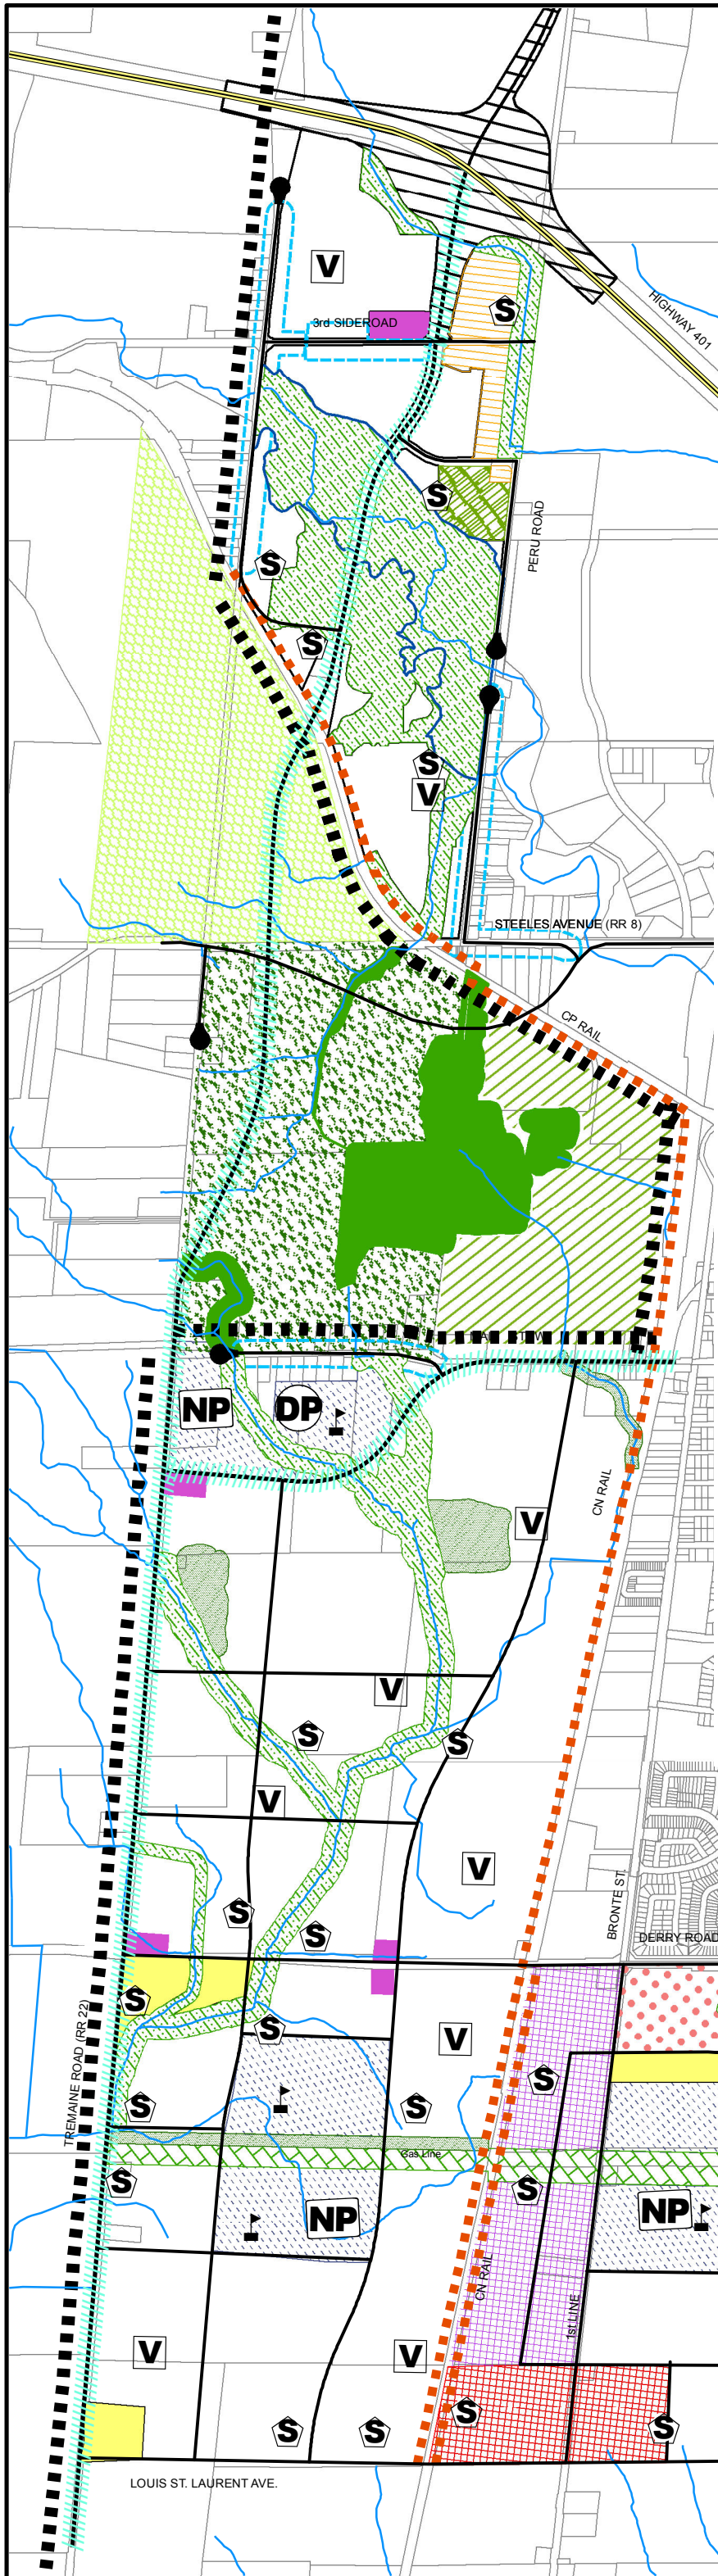 V
HIGHWAY 401
S
3rd SIDEROAD
S
PERU ROAD
S
S
S
V
STEELES AVENUE (RR 8)
CP RAIL
NP
DP
CN RAIL
V
V
S
S
V
V
S
BRONTE ST.
S
DERRY ROAD
S
TREMAINE ROAD (RR 22)
S
V
S
S
S
Gas Line
S
S
NP
NP
CN RAIL
1st LINE
V
V
S
S
S
S
LOUIS ST. LAURENT AVE.